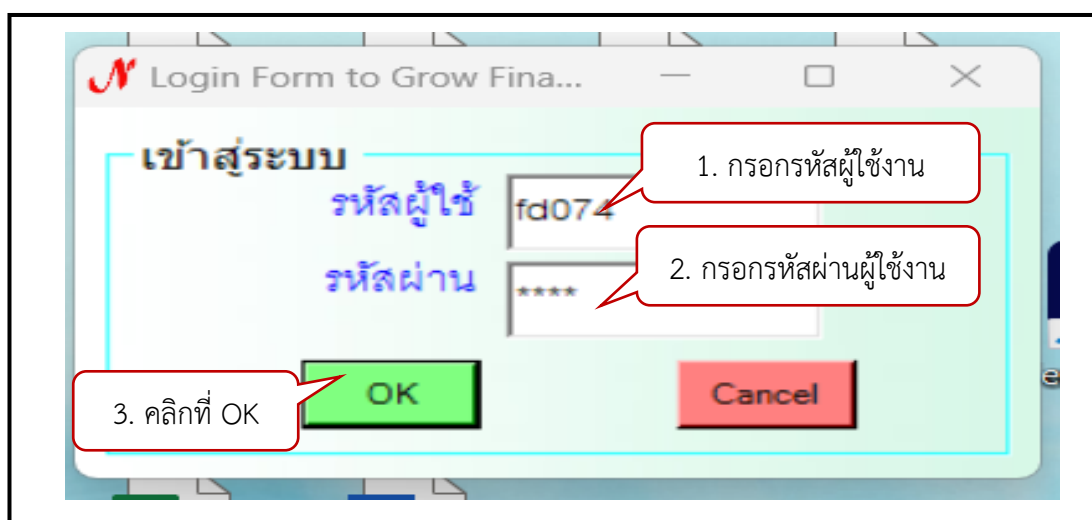 Login Form to Grow Fina...
เข้าสู่ระบบ
1. กรอกรหัสผู้ใช้งาน
รหัสผู้ใช้
fd074
2. กรอกรหัสผ่านผู้ใช้งาน
รหัสผ่าน
****
3. คลิกที่ OK
OK
Cancel